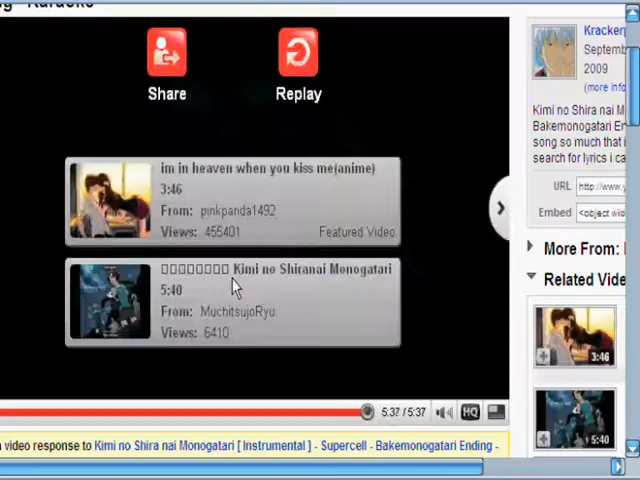 Karaoke
Share
Replay
im in heaven when you kiss me(anime)
3:46
From: pinkpanda1492
Views: 455401
Featured Video
Kimi no Shiranai Monogatari
5:40
From: MuchitsujoRyu
Views: 6410
5:37 / 5:37
HQ
video response to Kimi no Shira nai Monogatari [ Instrumental ] - Supercell - Bakemonogatari Ending -
Kracker
Septemb
2009
(more info
Kimi no Shira nai M
Bakemonogatari En
song so much that i
search for lyrics i ca
URL
http://www.y
Embed
<object wid
More From:
Related Vide
3:46
5:40